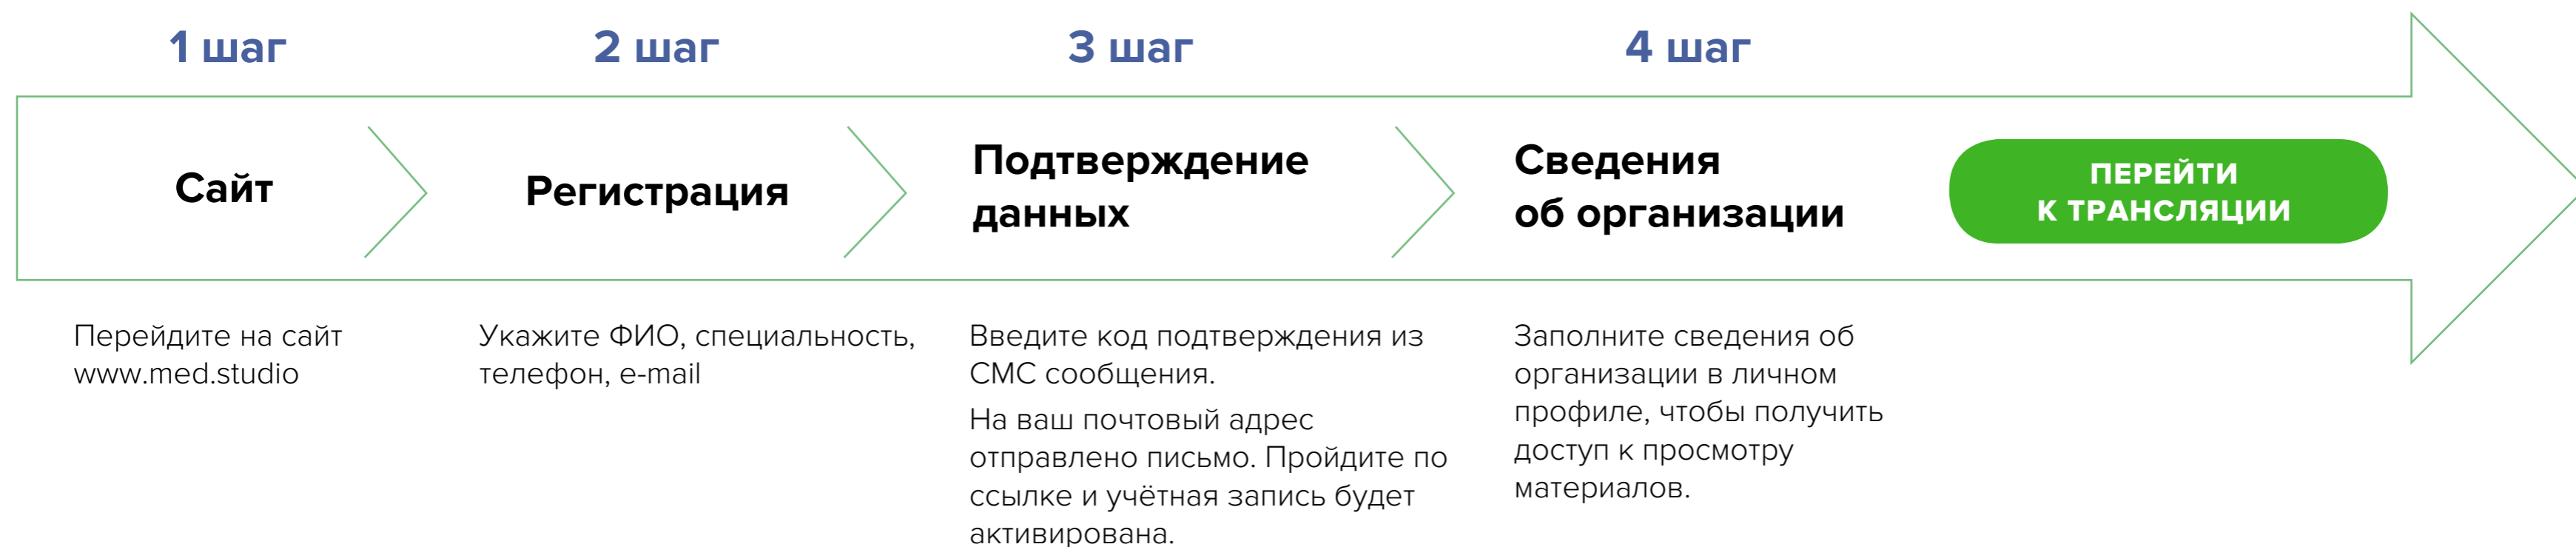 1 шаг
2 шаг
3 шаг
4 шаг
Сайт
Регистрация
Подтверждение
данных
Сведения
об организации
ПЕРЕЙТИ
К ТРАНСЛЯЦИИ
Перейдите на сайт
www.med.studio
Укажите ФИО, специальность,
телефон, e-mail
Введите код подтверждения из
СМС сообщения.
На ваш почтовый адрес
отправлено письмо. Пройдите по
ссылке и учётная запись будет
активирована.
Заполните сведения об
организации в личном
профиле, чтобы получить
доступ к просмотру
материалов.